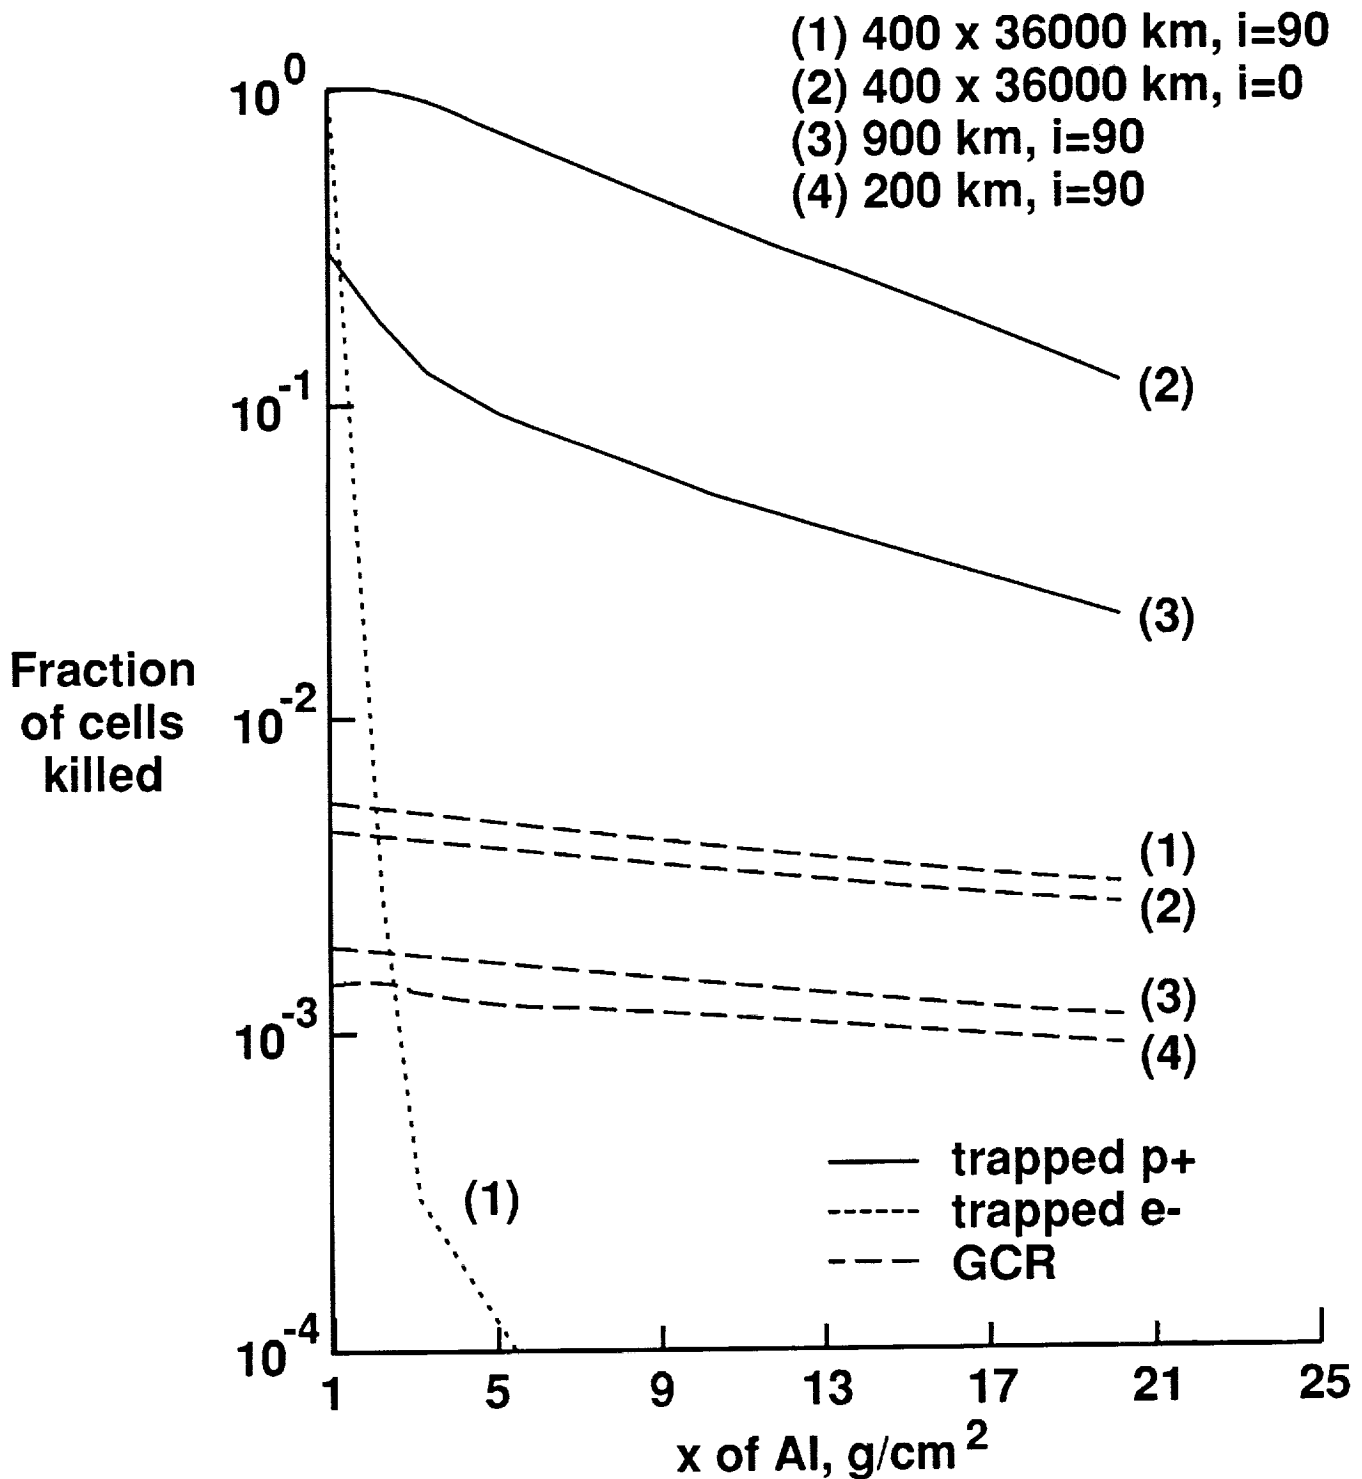 (1) 400 x 36000 km, i=90
(2) 400 x 36000 km, i=0
(3) 900 km, i=90
(4) 200 km, i=90
10^0
10^-1
10^-2
10^-3
10^-4
Fraction
of cells
killed
(2)
(3)
(1)
(2)
(3)
(4)
(1)
trapped p+
trapped e-
GCR
1 5 9 13 17 21 25
x of Al, g/cm^2